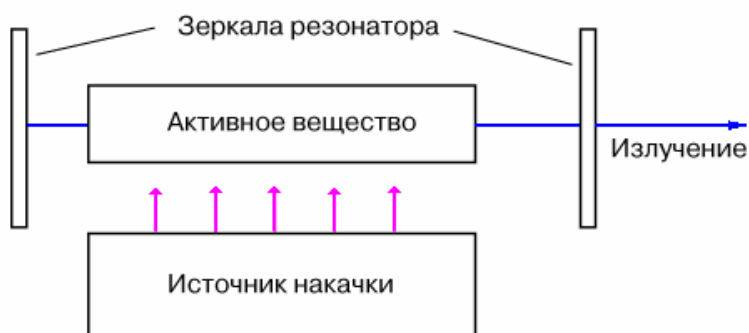 Зеркала резонатора
Активное вещество
Излучение
Источник накачки